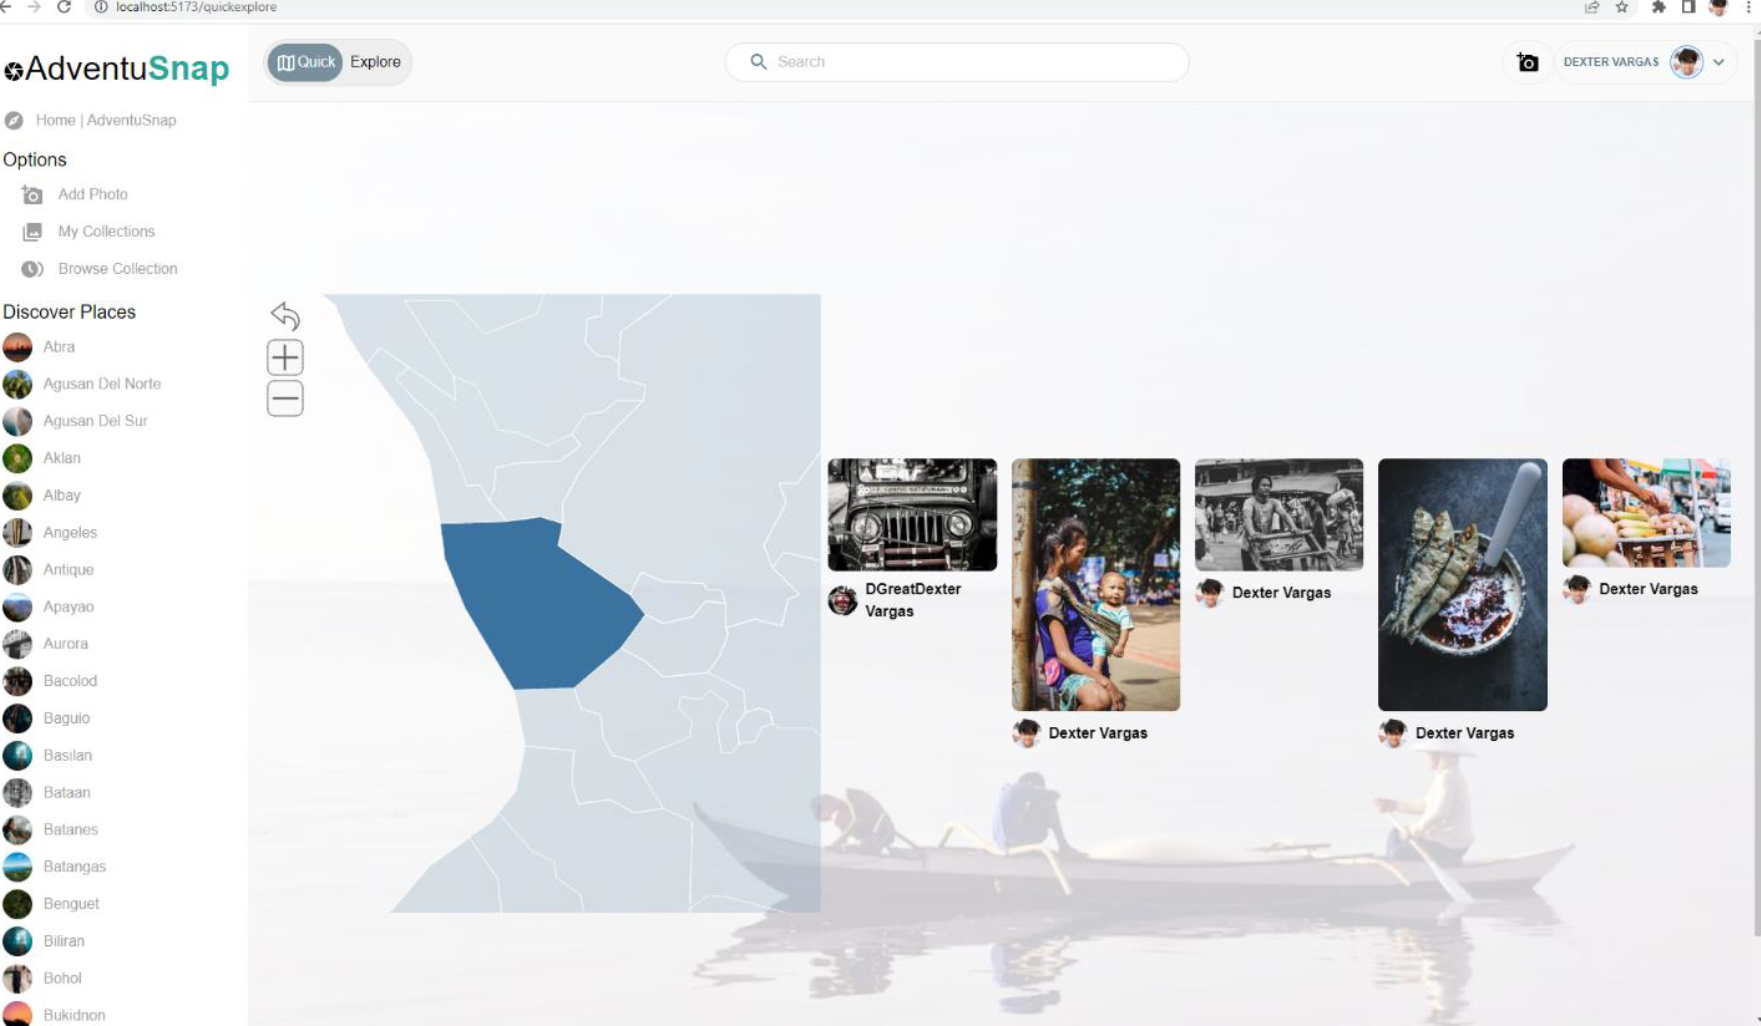 localhost:5173/quickexplore
AdventuSnap
Quick
Explore
Search
DEXTER VARGAS
Home | AdventuSnap
Options
Add Photo
My Collections
Browse Collection
Discover Places
Abra
Agusan Del Norte
Agusan Del Sur
Aklan
Albay
Angeles
Antique
Apayao
Aurora
Bacolod
Baguio
Basilan
Bataan
Batanes
Batangas
Benguet
Biliran
Bohol
Bukidnon
DGreatDexter
Vargas
Dexter Vargas
Dexter Vargas
Dexter Vargas
Dexter Vargas